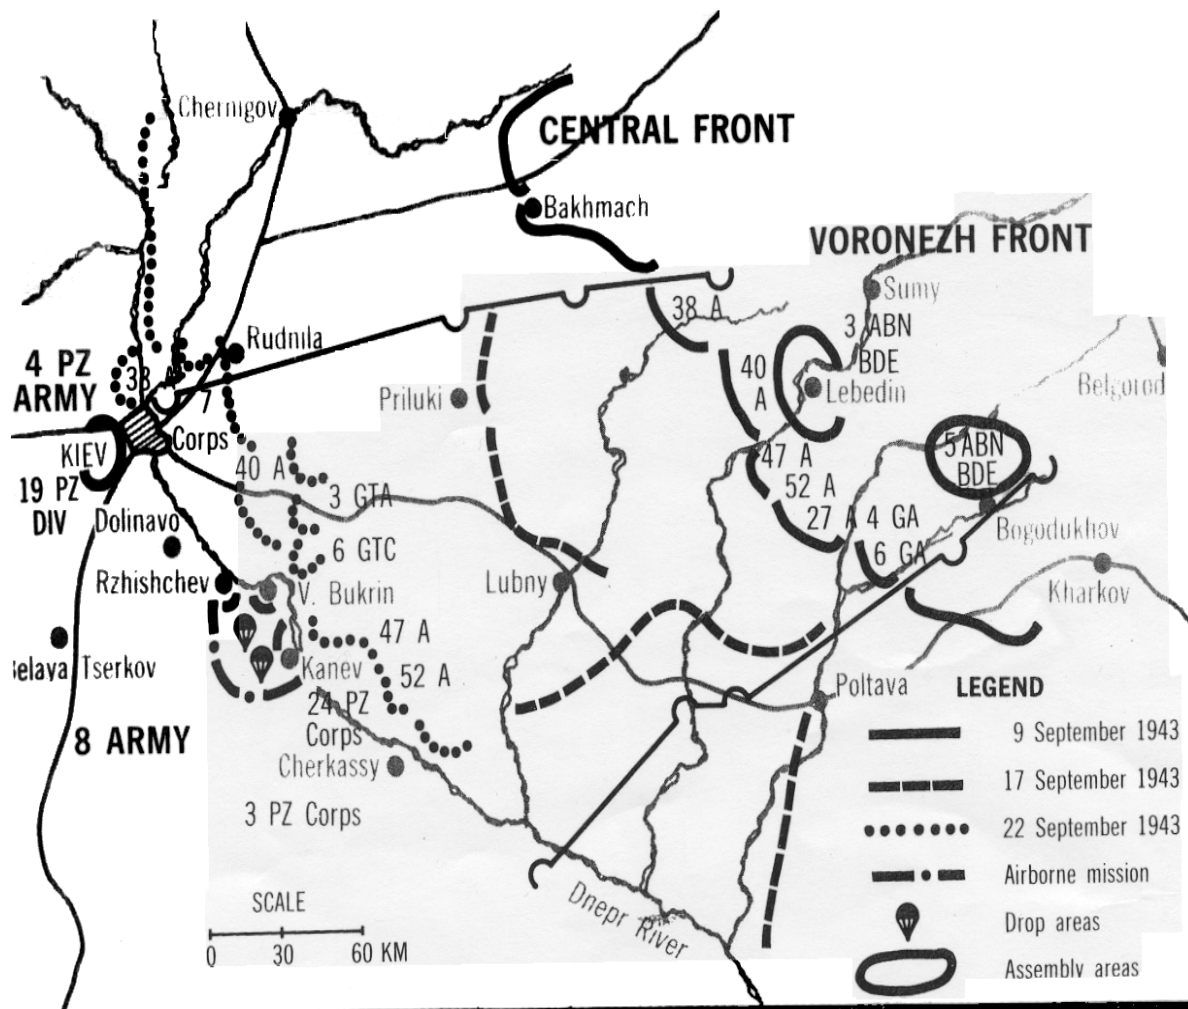 Chernigov
CENTRAL FRONT
Bakhmach
VORONEZH FRONT
Sumy
38 A
3 ABN
BDE
Rudnila
4 PZ
ARMY
38 A
7
Corps
40
A
Lebedin
Belgorod
Priluki
KIEV
40 A
47 A
5 ABN
BDE
19 PZ
DIV
3 GTA
52 A
Dolinavo
27 A
4 GA
Bogodukhov
6 GTC
6 GA
Rzhishchev
V. Bukrin
Lubny
Kharkov
47 A
Tserkov
Kanev
52 A
24 PZ
Corps
Poltava
8 ARMY
Cherkassy
3 PZ Corps
Dnepr River
SCALE
0 30 60 KM
LEGEND
9 September 1943
17 September 1943
22 September 1943
Airborne mission
Drop areas
Assembly areas